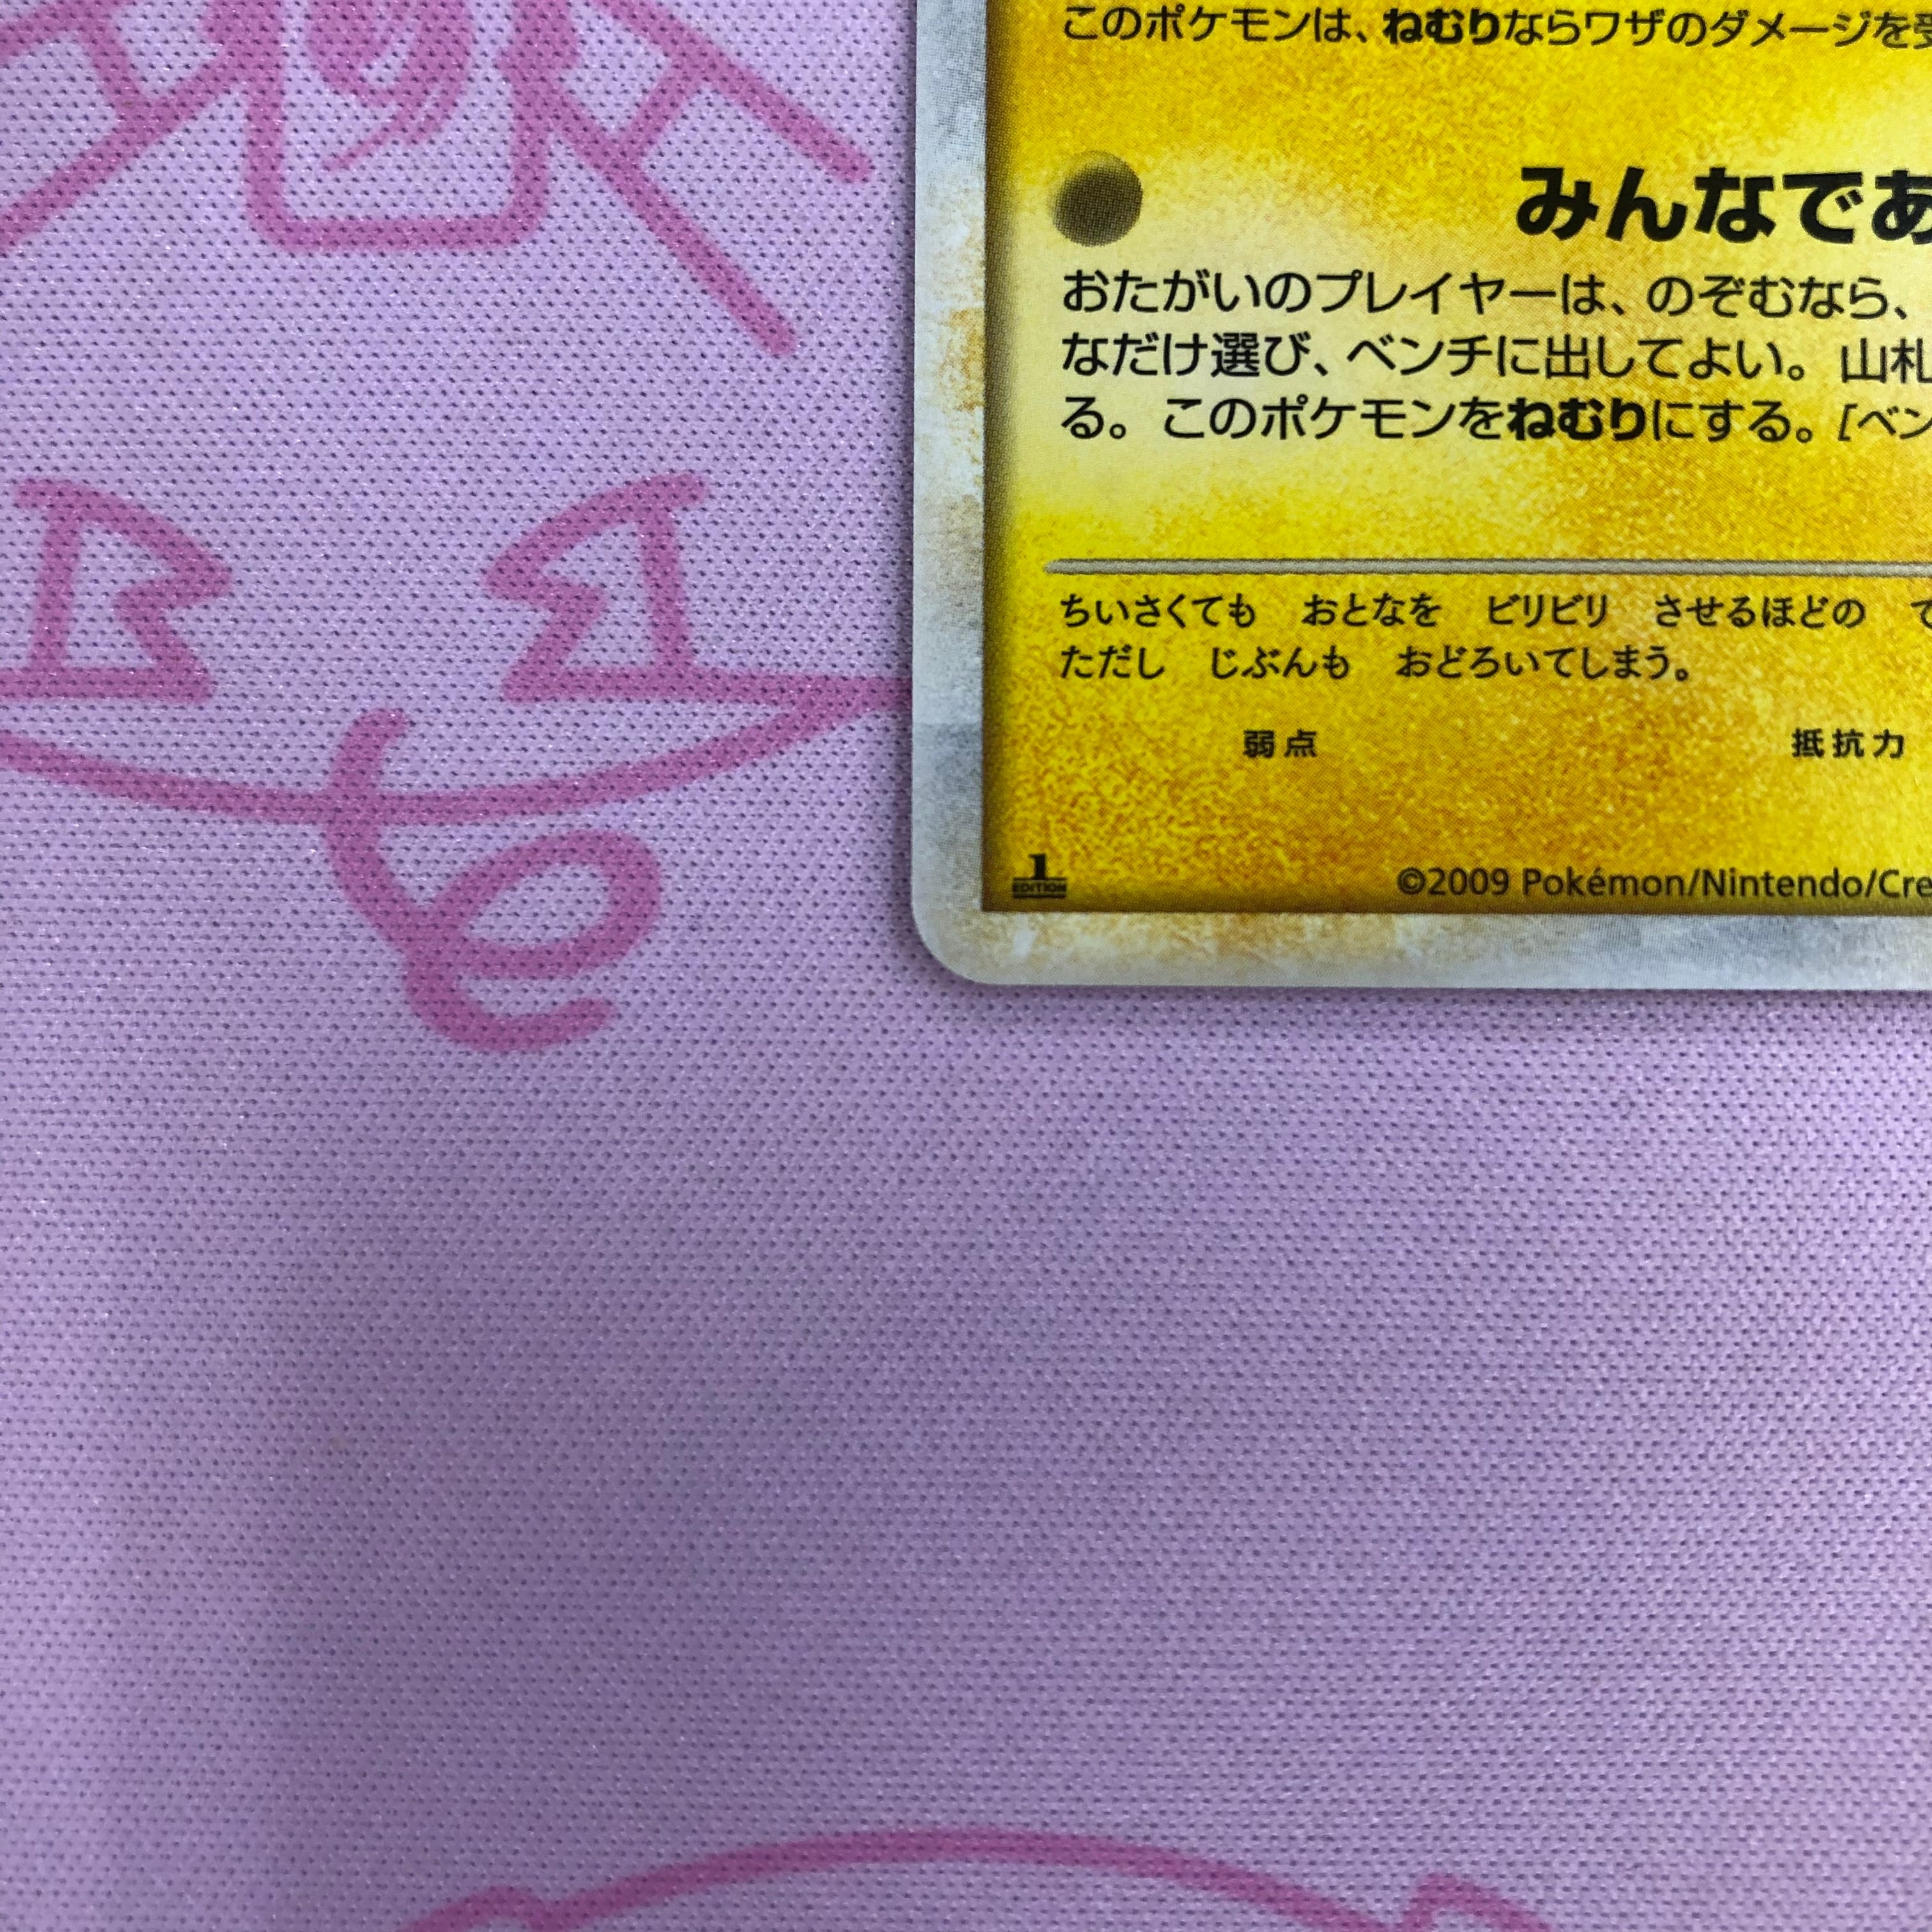 このポケモンは、ねむりならワザのダメージを受
みんなであ
おたがいのプレイヤーは、のぞむなら、
なだけ選び、ベンチに出してよい。山札
る。このポケモンをねむりにする。[ベン
ちいさくても　おとなを　ビリビリ　させるほどの　で
ただし　じぶんも　おどろいてしまう。
弱点　抵抗力
1 EDITION ©2009 Pokémon/Nintendo/Cre